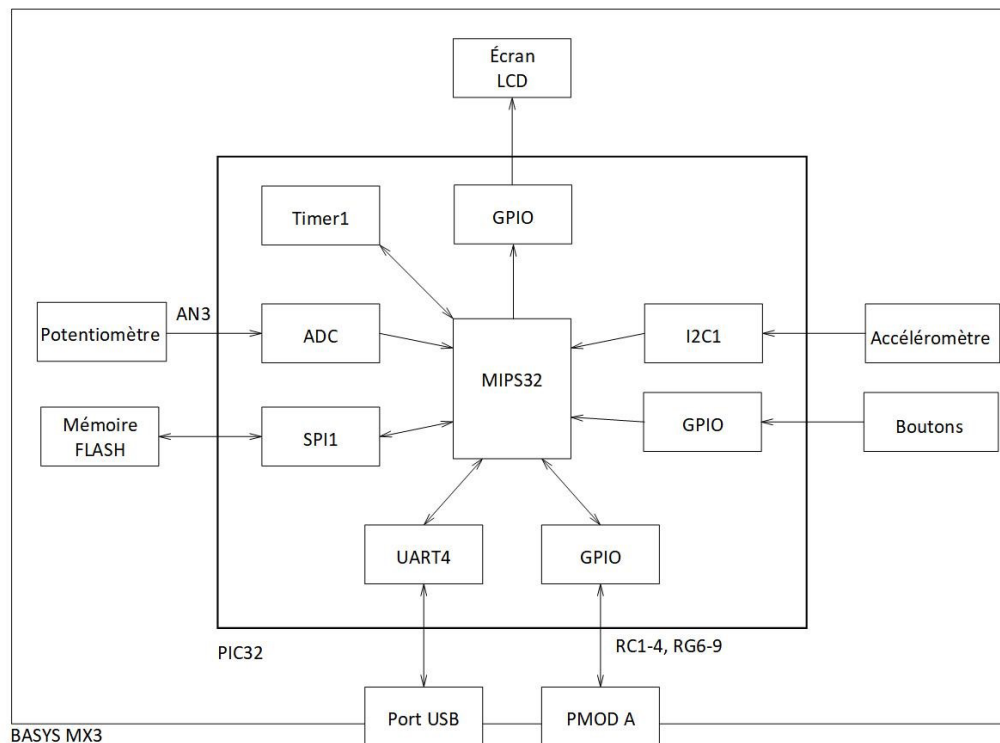 Écran
LCD
Timer1
GPIO
AN3
Potentiomètre
ADC
MIPS32
I2C1
Accéléromètre
Mémoire
FLASH
SPI1
GPIO
Boutons
UART4
GPIO
PIC32
RC1-4, RG6-9
Port USB
PMOD A
BASYS MX3